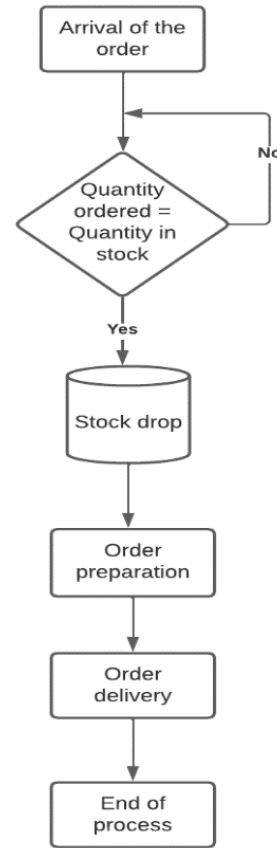 Arrival of the
order
Quantity
ordered =
Quantity in
stock
No
Yes
Stock drop
Order
preparation
Order
delivery
End of
process